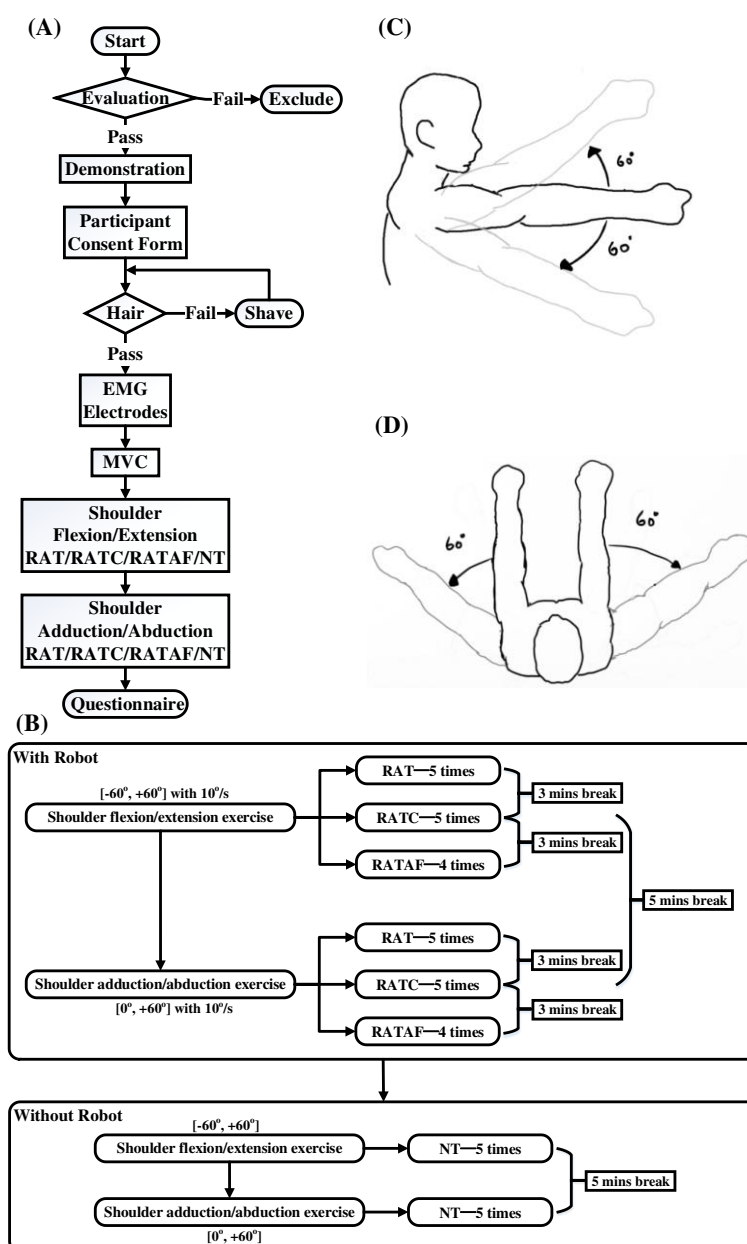 (A)
Start
Evaluation
Fail
Exclude
Pass
Demonstration
Participant
Consent Form
Hair
Fail
Shave
Pass
EMG
Electrodes
MVC
Shoulder
Flexion/Extension
RAT/RATC/RATAF/NT
Shoulder
Adduction/Abduction
RAT/RATC/RATAF/NT
Questionnaire
(C)
60°
60°
(D)
60°
60°
(B)
With Robot
[-60°, +60°] with 10°/s
Shoulder flexion/extension exercise
RAT—5 times
RATC—5 times
RATAF—4 times
3 mins break
3 mins break
5 mins break
Shoulder adduction/abduction exercise
[0°, +60°] with 10°/s
RAT—5 times
RATC—5 times
RATAF—4 times
3 mins break
3 mins break
Without Robot
[-60°, +60°]
Shoulder flexion/extension exercise
NT—5 times
Shoulder adduction/abduction exercise
NT—5 times
[0°, +60°]
5 mins break